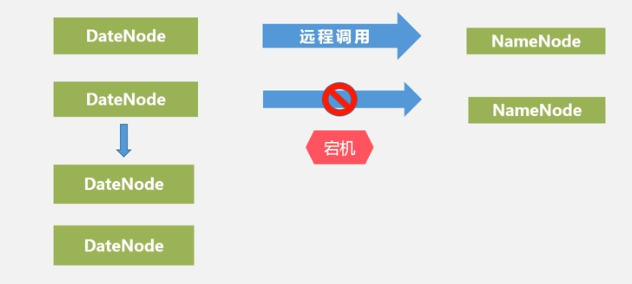 DateNode
远程调用
NameNode
DateNode
NameNode
宕机
DateNode
DateNode